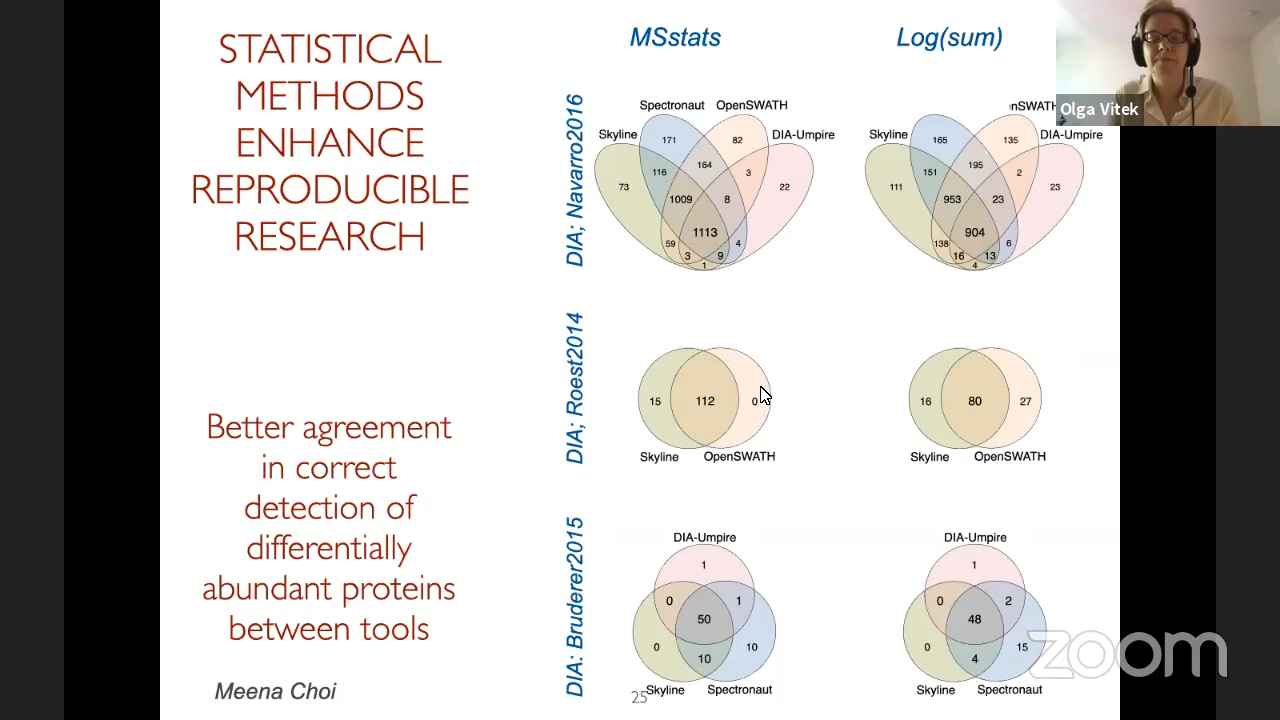 STATISTICAL
METHODS
ENHANCE
REPRODUCIBLE
RESEARCH
Better agreement
in correct
detection of
differentially
abundant proteins
between tools
Meena Choi
MSstats
Log(sum)
DIA; Navarro2016
Spectronaut OpenSWATH
Skyline DIA-Umpire
171 82
116 164 3
73 1009 8 22
1113
59 4
3 9
1
nSWATH
Skyline DIA-Umpire
165 135
151 195 2
111 953 23 23
904
138 6
16 13
4
DIA; Roest2014
15 112 0
Skyline OpenSWATH
16 80 27
Skyline OpenSWATH
DIA: Bruderer2015
DIA-Umpire
1
0 1
50
0 10
10
Skyline Spectronaut
DIA-Umpire
1
0 2
48
0 15
4
Skyline Spectronaut
25
Olga Vitek
zoom